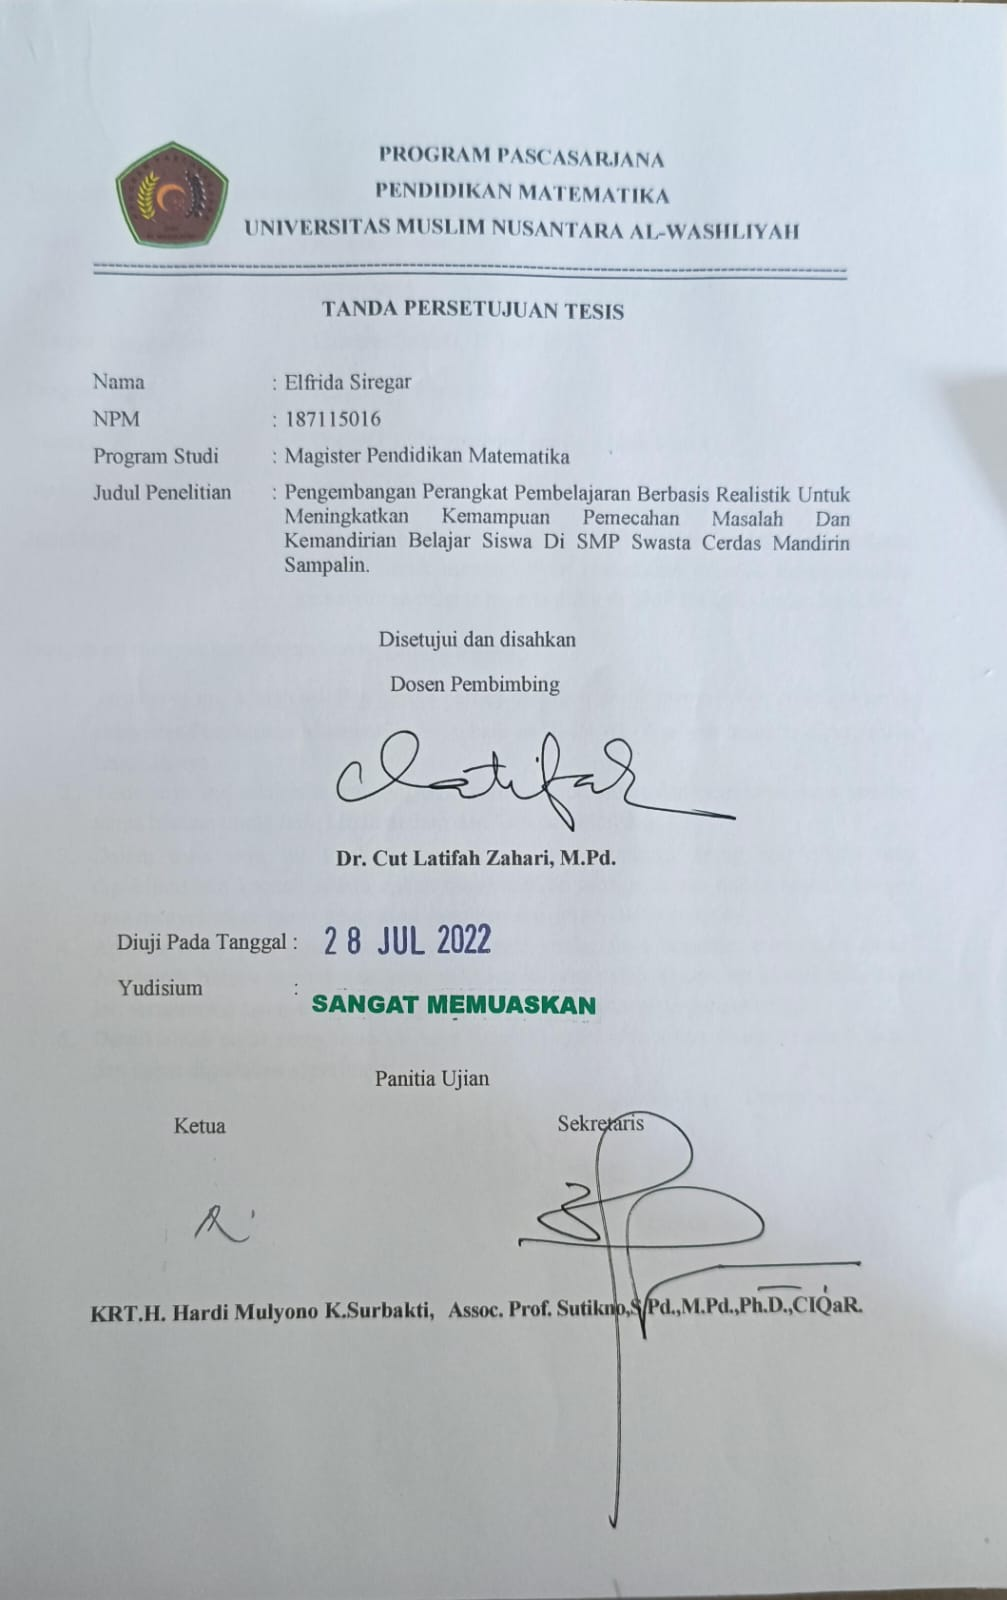 PROGRAM PASCASARJANA
PENDIDIKAN MATEMATIKA
UNIVERSITAS MUSLIM NUSANTARA AL-WASHLIYAH
TANDA PERSETUJUAN TESIS
Nama : Elfrida Siregar
NPM : 187115016
Program Studi : Magister Pendidikan Matematika
Judul Penelitian : Pengembangan Perangkat Pembelajaran Berbasis Realistik Untuk
Meningkatkan Kemampuan Pemecahan Masalah Dan
Kemandirian Belajar Siswa Di SMP Swasta Cerdas Mandirin
Sampalin.
Disetujui dan disahkan
Dosen Pembimbing
Dr. Cut Latifah Zahari, M.Pd.
Diuji Pada Tanggal : 28 JUL 2022
Yudisium : SANGAT MEMUASKAN
Panitia Ujian
Ketua Sekretaris
KRT.H. Hardi Mulyono K.Surbakti, Assoc. Prof. Sutikno,S.Pd.,M.Pd.,Ph.D.,CIQaR.